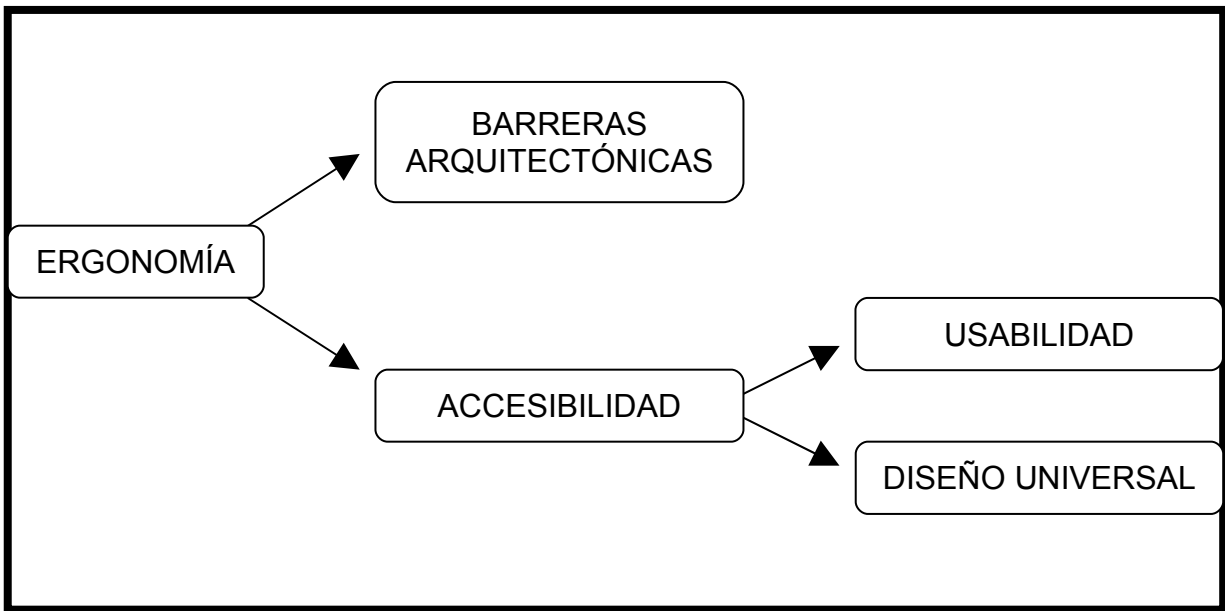 BARRERAS
ARQUITECTÓNICAS
ERGONOMÍA
USABILIDAD
ACCESIBILIDAD
DISEÑO UNIVERSAL